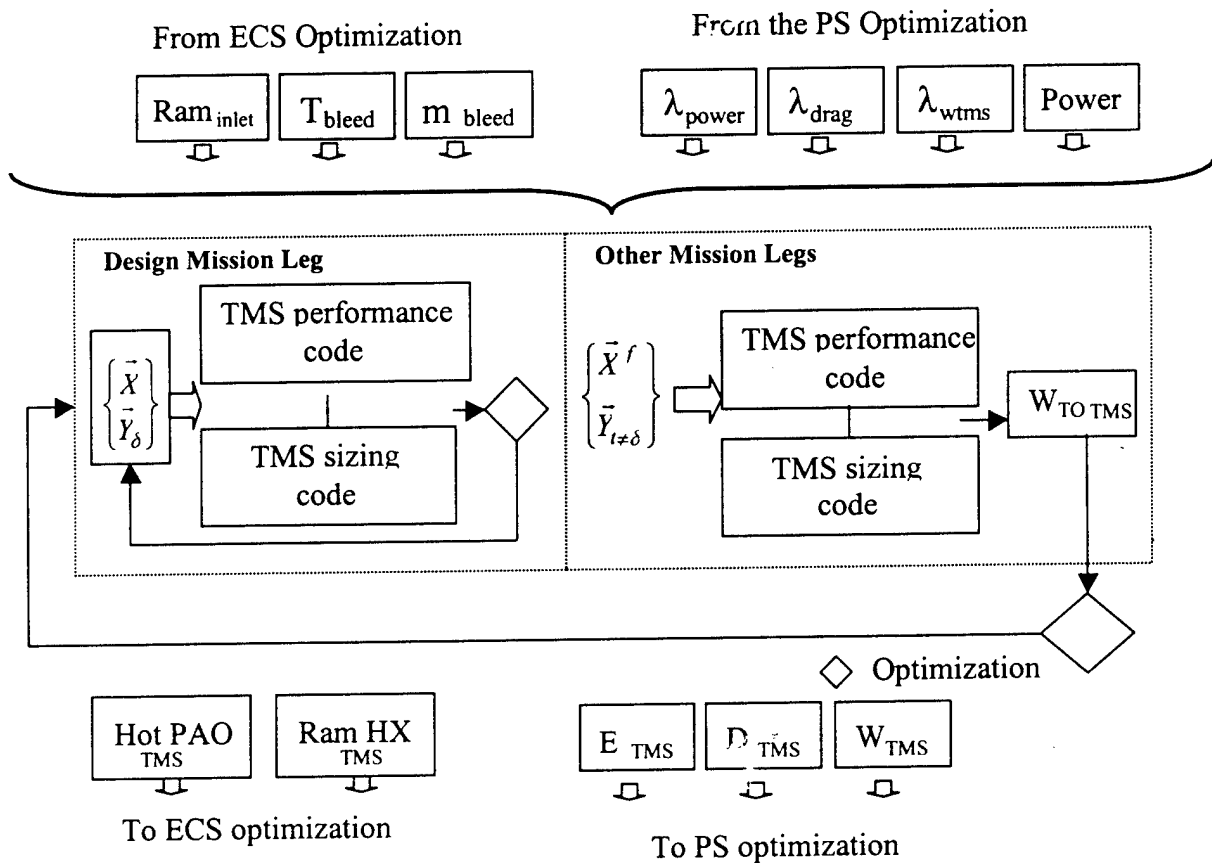 From ECS Optimization
From the PS Optimization
Ram inlet
T bleed
m bleed
λ power
λ drag
λ wtms
Power
Design Mission Leg
Other Mission Legs
TMS performance
code
TMS sizing
code
X⃗
Y⃗ δ
X⃗ f
Y⃗ t≠δ
TMS performance
code
TMS sizing
code
W TO TMS
Optimization
Hot PAO
TMS
Ram HX
TMS
E TMS
D TMS
W TMS
To ECS optimization
To PS optimization